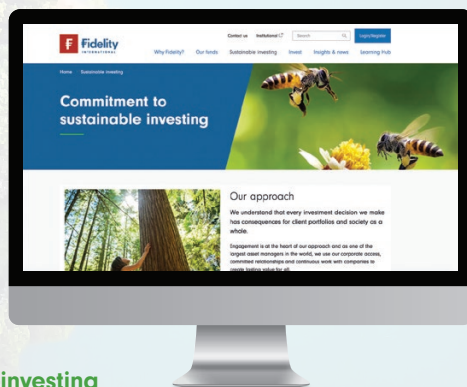 Contact us Institutional Search Login/Register
Fidelity
INTERNATIONAL
Why Fidelity? Our funds Sustainable investing Invest Insights & news Learning Hub
Home Sustainable investing
Commitment to
sustainable investing
Our approach
We understand that every investment decision we make
has consequences for client portfolios and society as a
whole.
Engagement is at the heart of our approach and as one of the
largest asset managers in the world, we use our corporate access,
committed relationships and continuous work with companies to
create lasting value for all.
investing